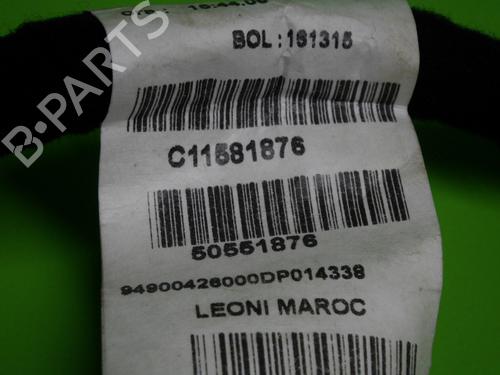 BOL : 161315
B-PARTS
C11581876
50551876
94900426000DP014338
LEONI MAROC